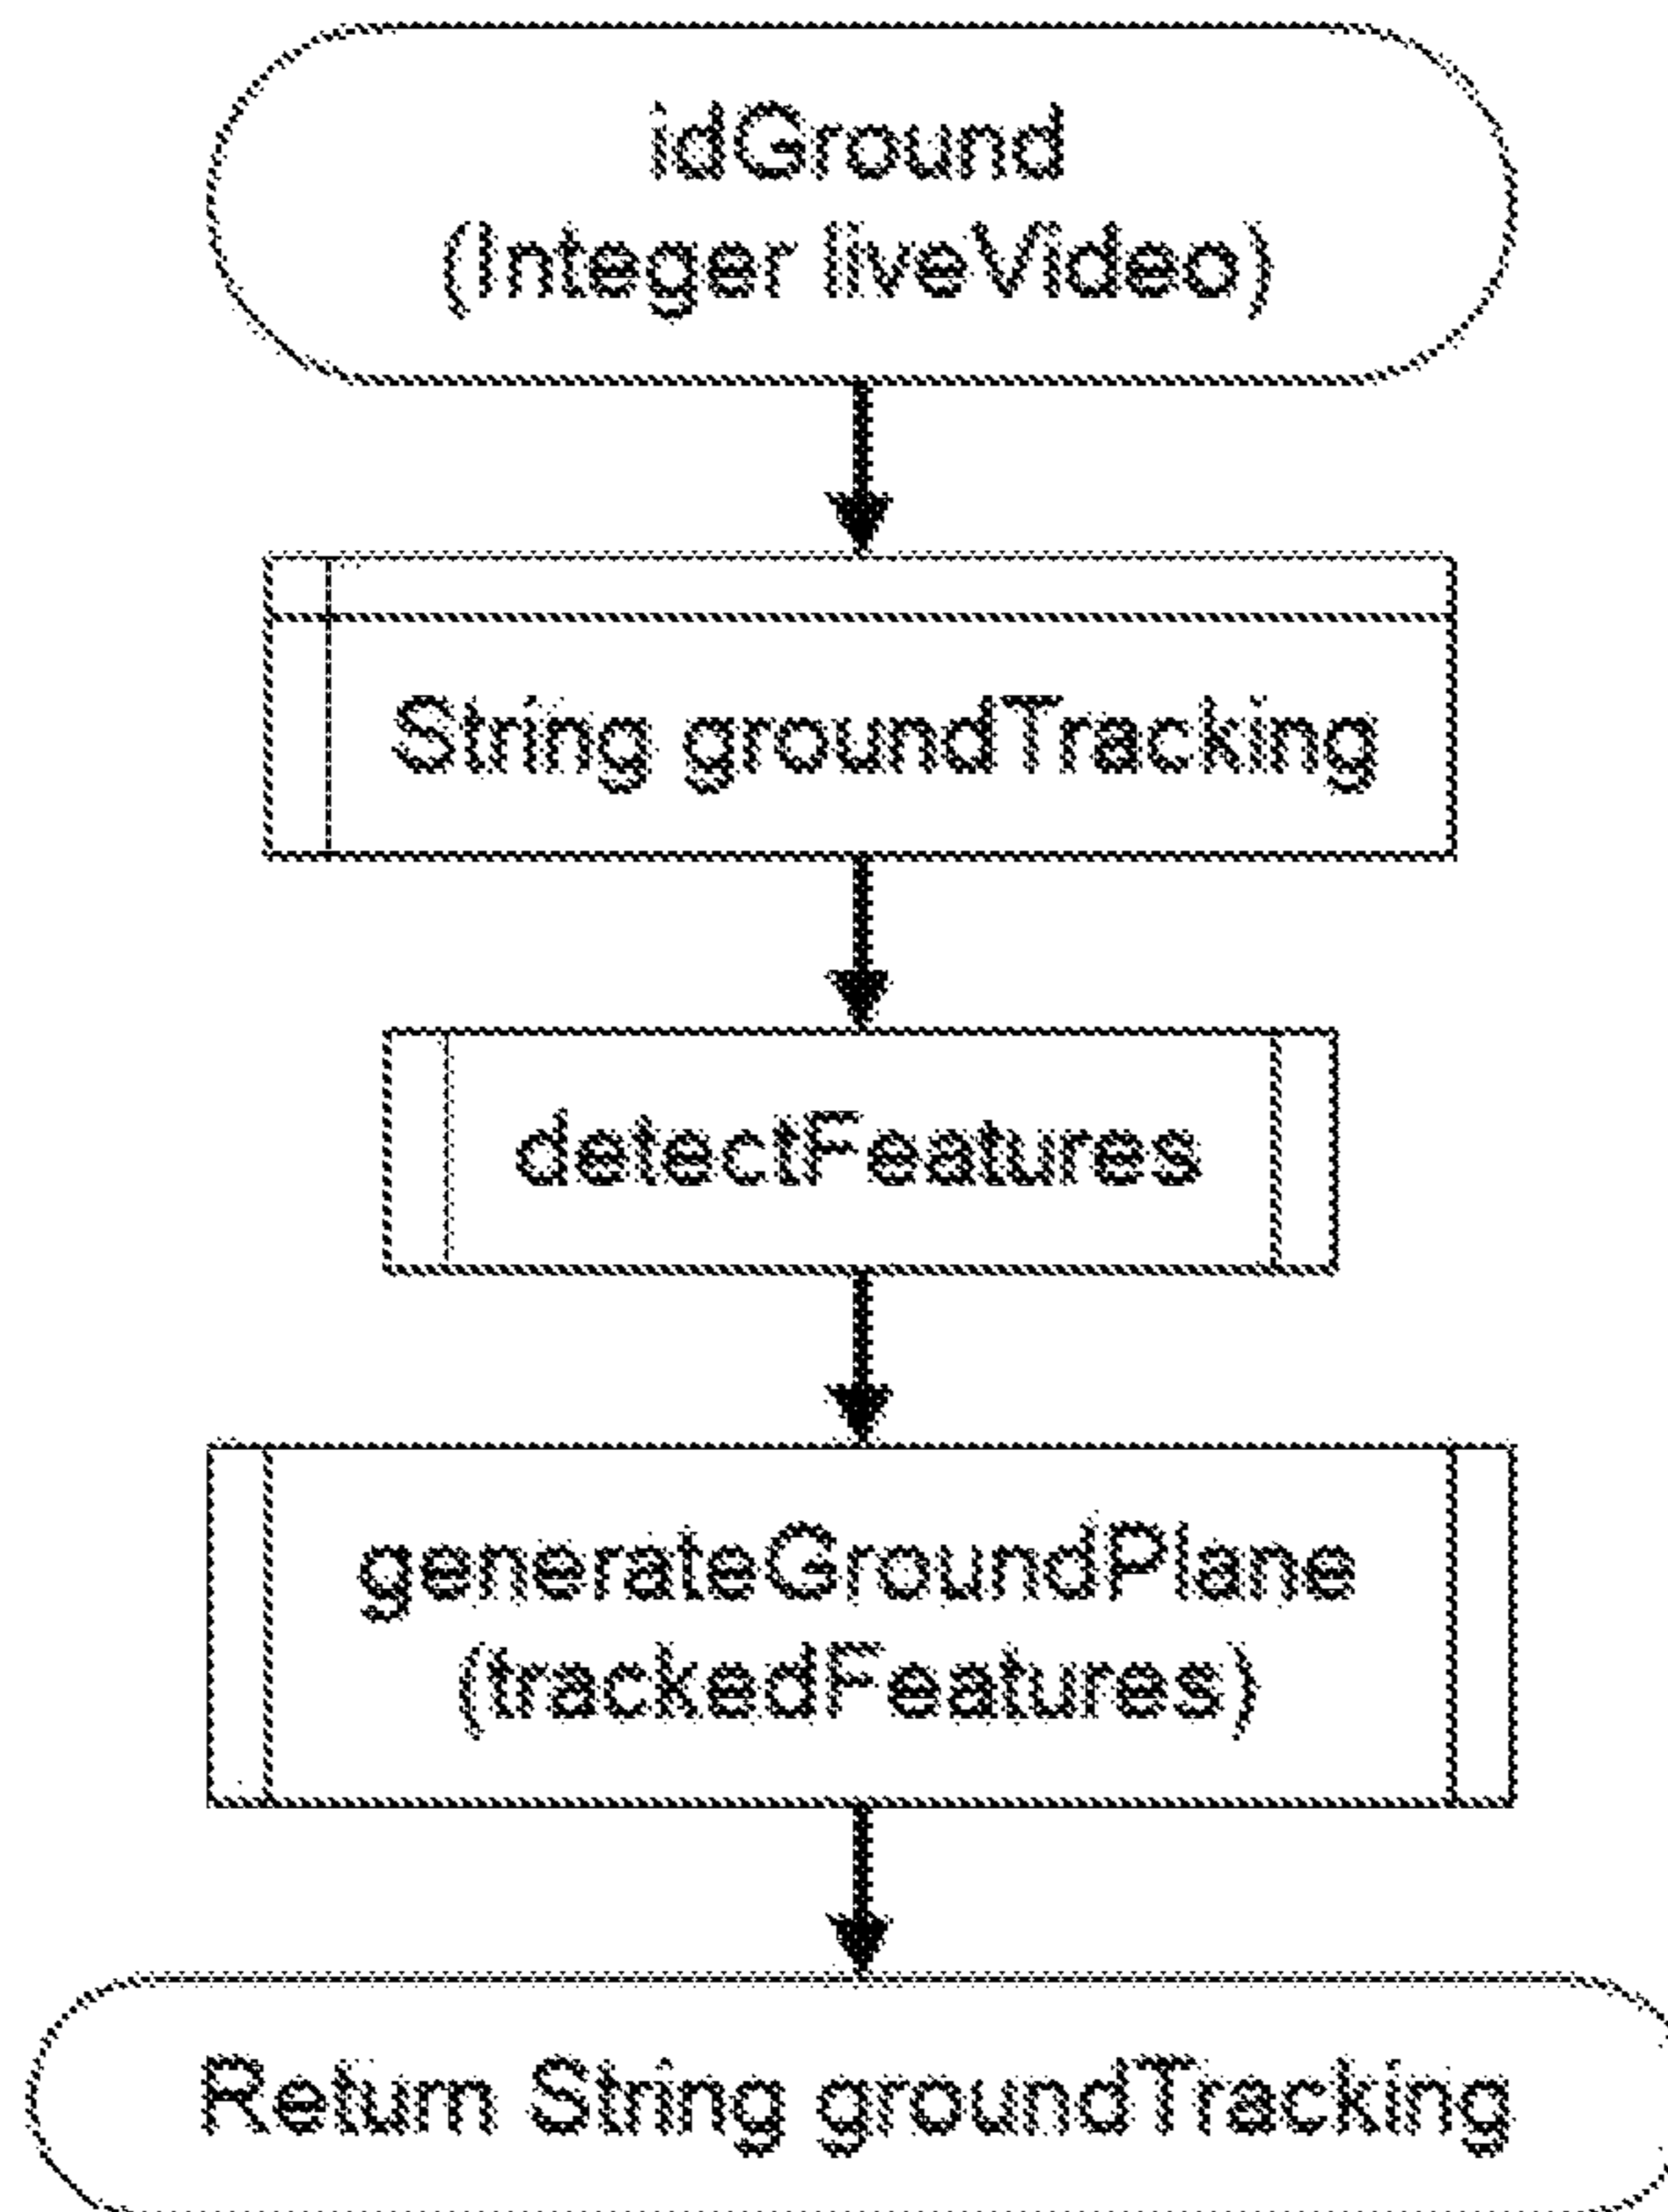 idGround
(Integer liveVideo)
String groundTracking
detectFeatures
generateGroundPlane
(trackedFeatures)
Return String groundTracking